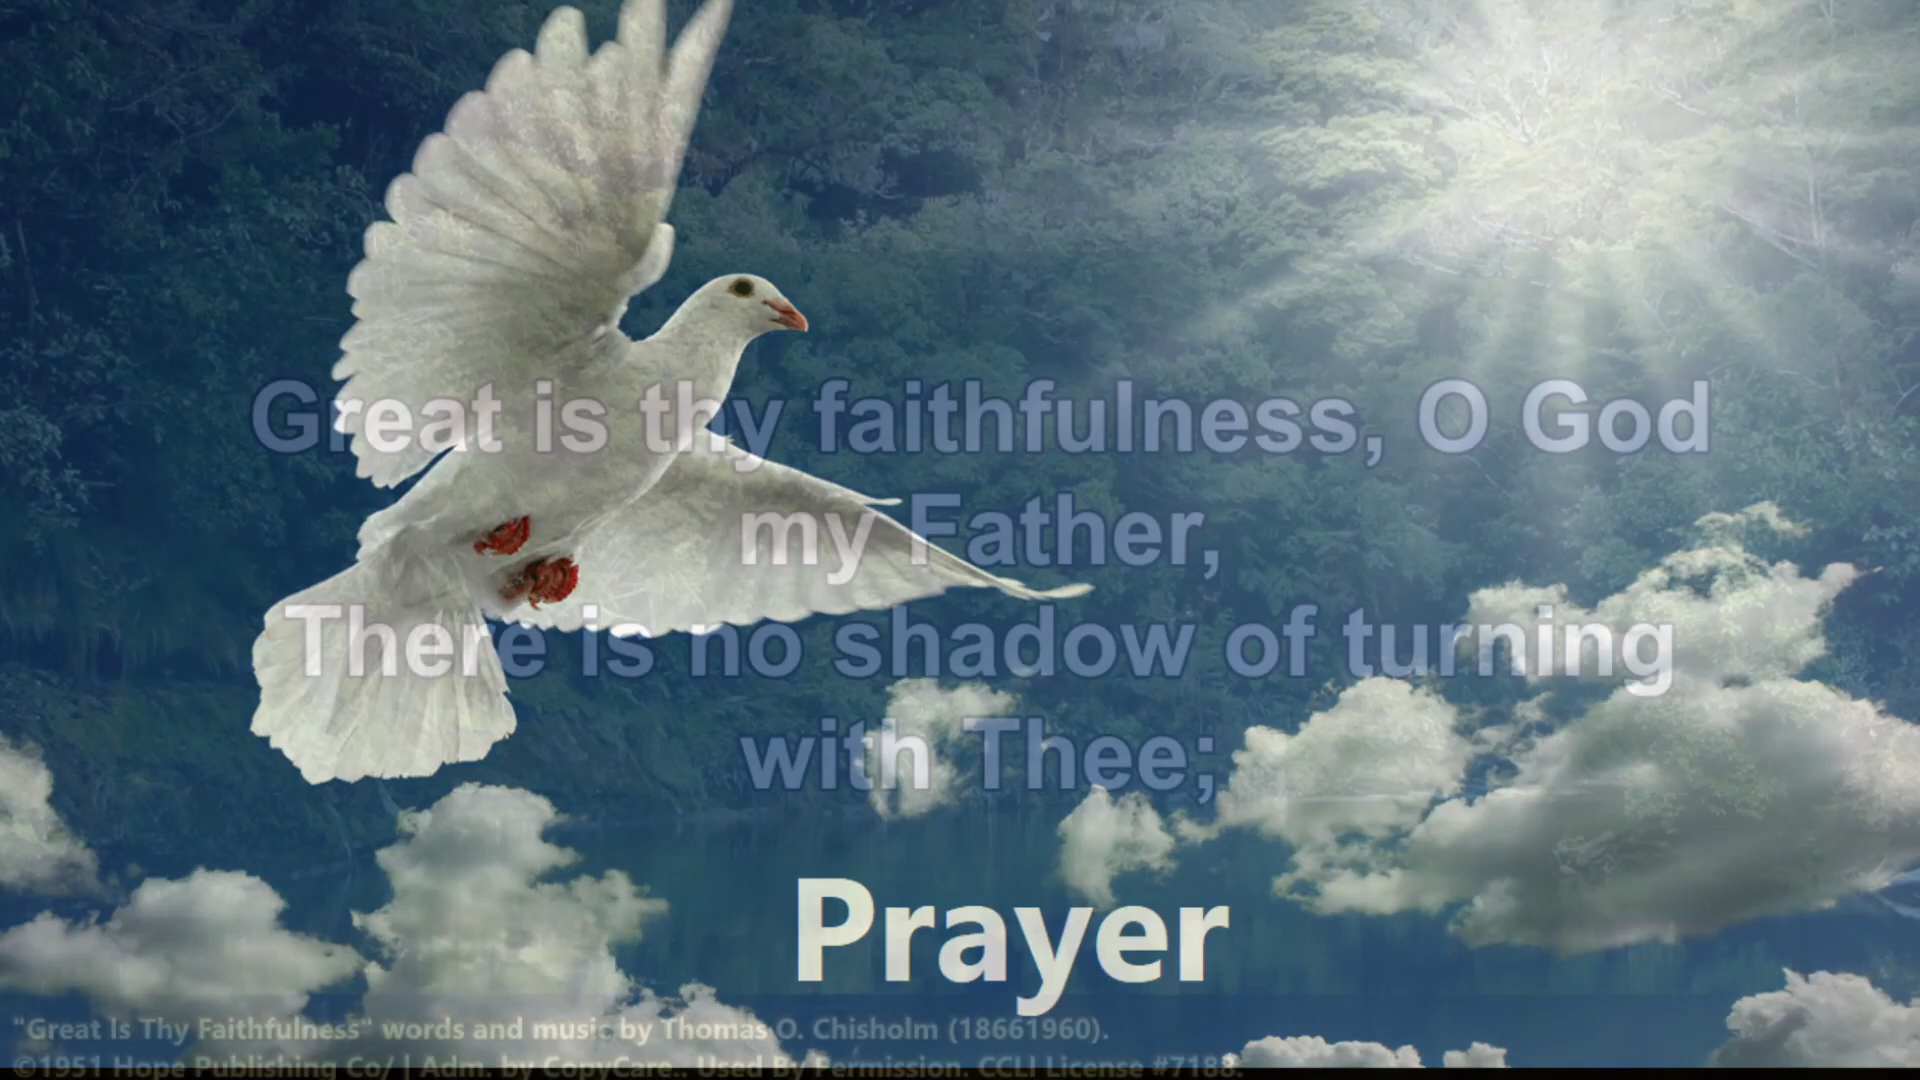 Great is thy faithfulness, O God
my Father,
There is no shadow of turning
with Thee;
Prayer
"Great Is Thy Faithfulness" words and music by Thomas O. Chisholm (18661960).
©1951 Hope Publishing Co/ | Adm. by CopyCare.. Used By Permission. CCLI License #7188.